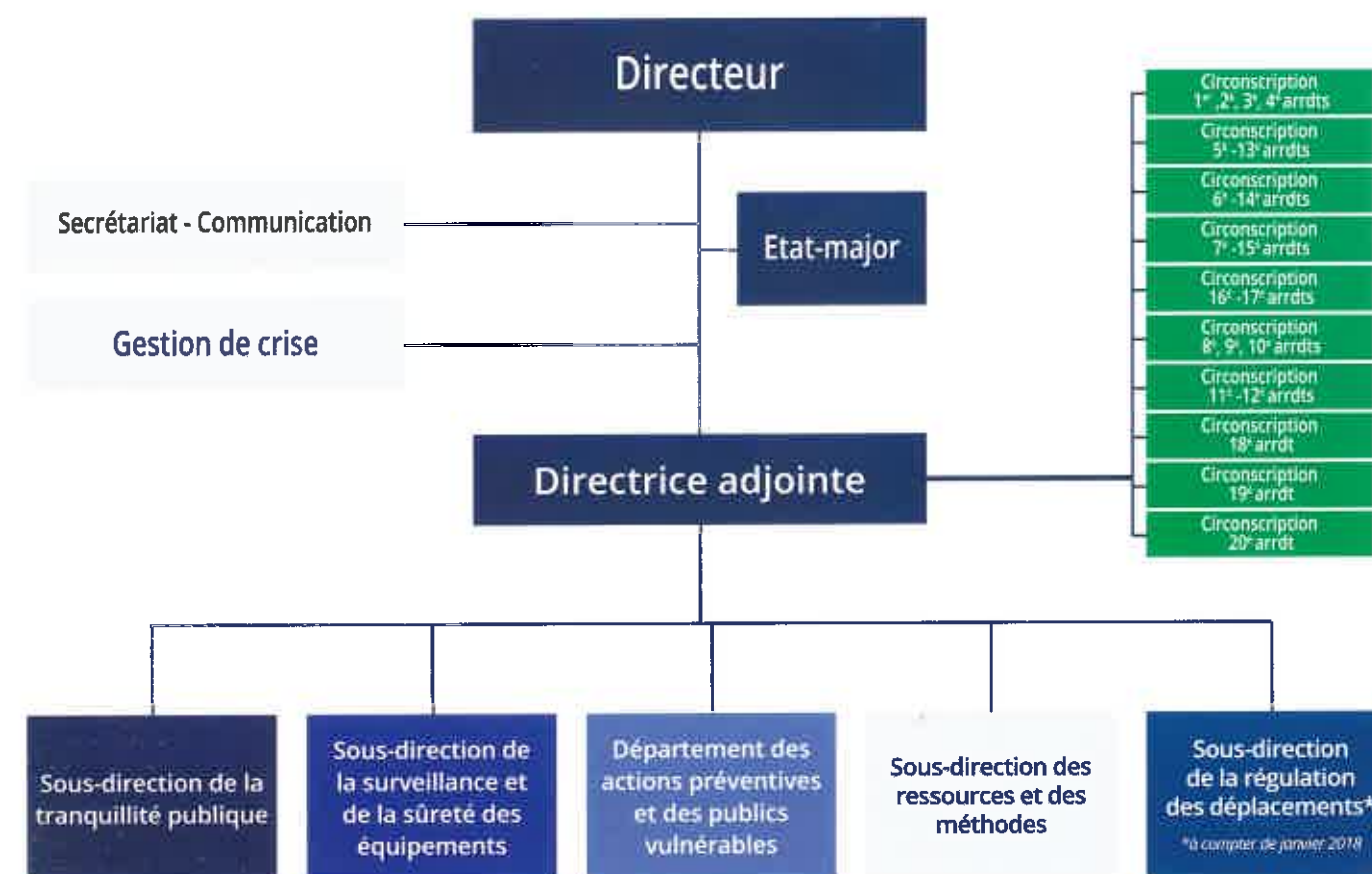 Directeur
Secrétariat - Communication
Etat-major
Gestion de crise
Directrice adjointe
Circonscription
1ᵉʳ ,2ᵉ, 3ᵉ, 4ᵉ arrdts
Circonscription
5ᵉ -13ᵉ arrdts
Circonscription
6ᵉ -14ᵉ arrdts
Circonscription
7ᵉ -15ᵉ arrdts
Circonscription
16ᵉ -17ᵉ arrdts
Circonscription
8ᵉ, 9ᵉ, 10ᵉ arrdts
Circonscription
11ᵉ -12ᵉ arrdts
Circonscription
18ᵉ arrdt
Circonscription
19ᵉ arrdt
Circonscription
20ᵉ arrdt
Sous-direction de la
tranquillité publique
Sous-direction de
la surveillance et
de la sûreté des
équipements
Département des
actions préventives
et des publics
vulnérables
Sous-direction des
ressources et des
méthodes
Sous-direction
de la régulation
des déplacements*
*à compter de janvier 2018